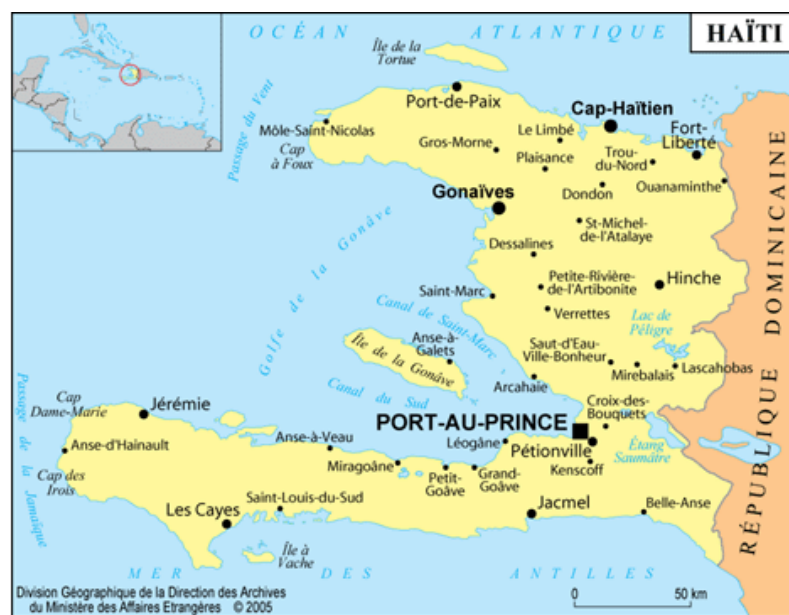 OCÉAN ATLANTIQUE
HAÏTI
Île de la
Tortue
Passage du Vent
Port-de-Paix
Cap-Haïtien
Môle-Saint-Nicolas
Cap
à Foux
Gros-Morne
Le Limbé
Plaisance
Trou-
du-Nord
Fort-
Liberté
Ouanaminthe
Dondon
Gonaïves
St-Michel-
de-l'Atalaye
Dessalines
Golfe de la Gonâve
Saint-Marc
Petite-Rivière-
de-l'Artibonite
Hinche
Verrettes
Canal de Saint-Marc
Lac de
Péligre
Anse-à-
Galets
Île de la Gonâve
Saut-d'Eau-
Ville-Bonheur
Mirebalais
Lascahobas
Arcahaie
Canal du Sud
Croix-des-
Bouquets
RÉPUBLIQUE DOMINICAINE
Cap
Dame-Marie
Jérémie
PORT-AU-PRINCE
Passage de la Jamaïque
Anse-d'Hainault
Anse-à-Veau
Léogâne
Pétionville
Étang
Saumâtre
Kenscoff
Cap des
Irois
Miragoâne
Petit-
Goâve
Grand-
Goâve
Les Cayes
Saint-Louis-du-Sud
Jacmel
Belle-Anse
Île à
Vache
MER DES ANTILLES
Division Géographique de la Direction des Archives
du Ministère des Affaires Etrangères © 2005
0 50 km